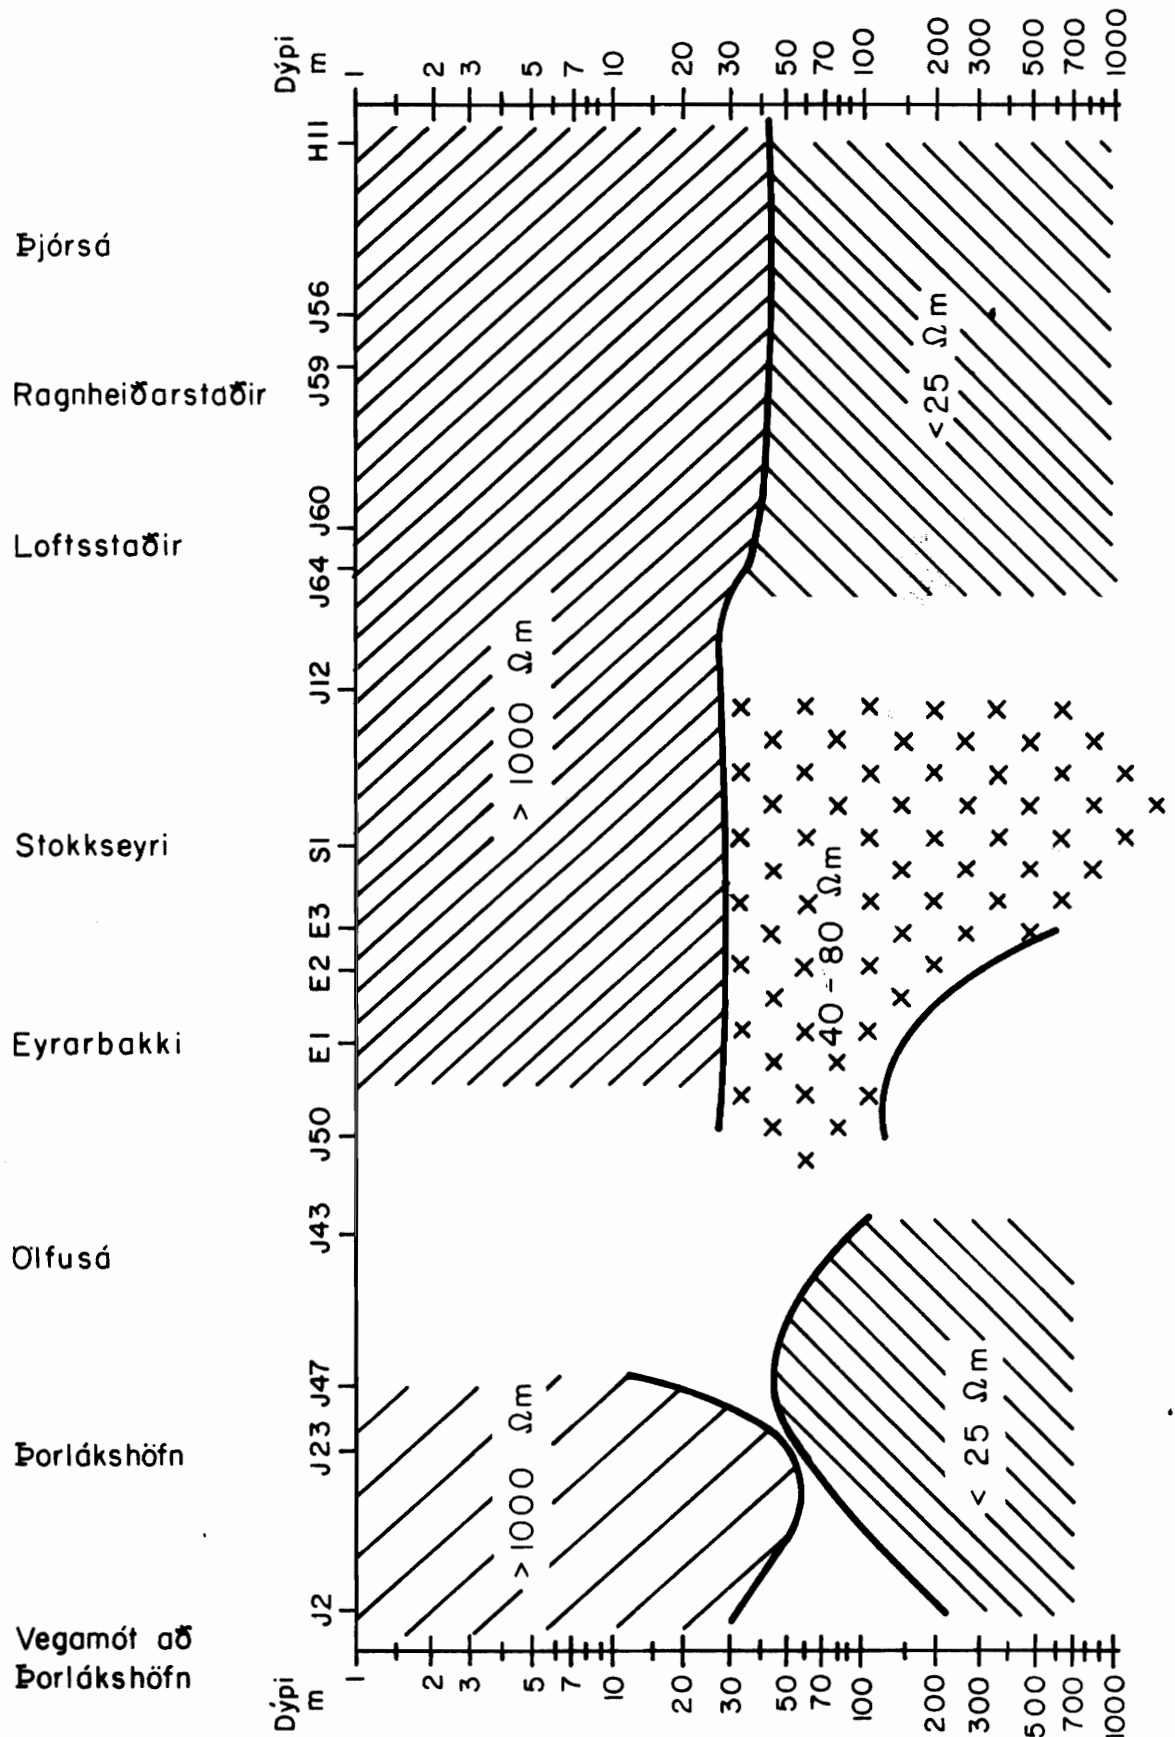 Dýpi
m
1
2
3
5
7
10
20
30
50
70
100
200
300
500
700
1000
H11
Þjórsá
J56
< 25 Ωm
J59
Ragnheiðarstaðir
J60
Loftsstaðir
J64
> 1000 Ωm
J12
Stokkseyri
S1
40 - 80 Ωm
E3
E2
Eyrarbakki
E1
J50
J43
Ölfusá
J47
> 1000 Ωm
< 25 Ωm
J23
Þorlákshöfn
J2
Vegamót að
Þorlákshöfn
Dýpi
m
1
2
3
5
7
10
20
30
50
70
100
200
300
500
700
1000